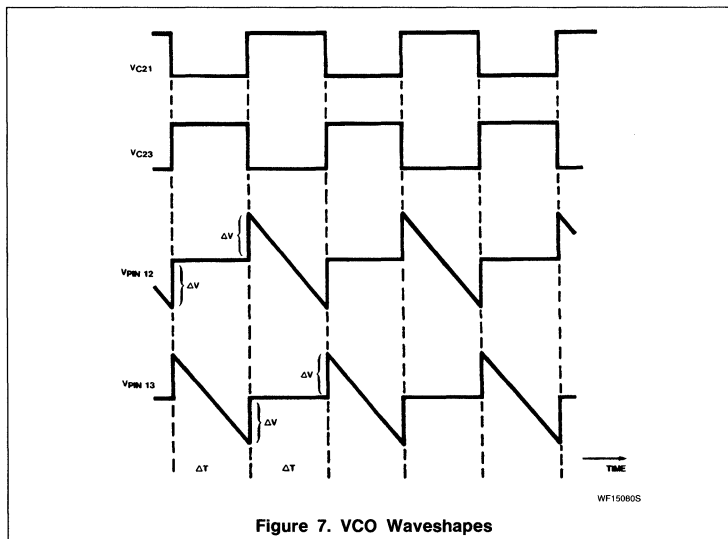 VC21
VC23
ΔV
VPIN 12
ΔV
ΔV
VPIN 13
ΔV
ΔT ΔT
TIME
WF15080S
Figure 7. VCO Waveshapes